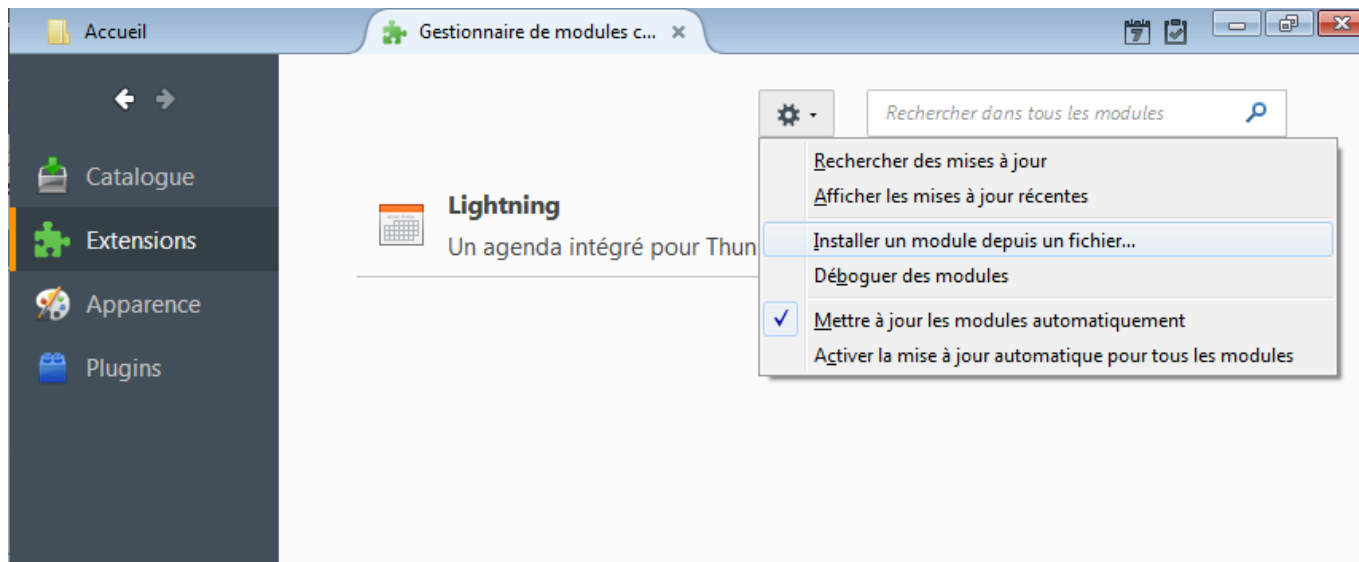 Accueil
Gestionnaire de modules c...
7
Rechercher dans tous les modules
Catalogue
Extensions
Apparence
Plugins
Lightning
Un agenda intégré pour Thun
Rechercher des mises à jour
Afficher les mises à jour récentes
Installer un module depuis un fichier...
Déboguer des modules
Mettre à jour les modules automatiquement
Activer la mise à jour automatique pour tous les modules